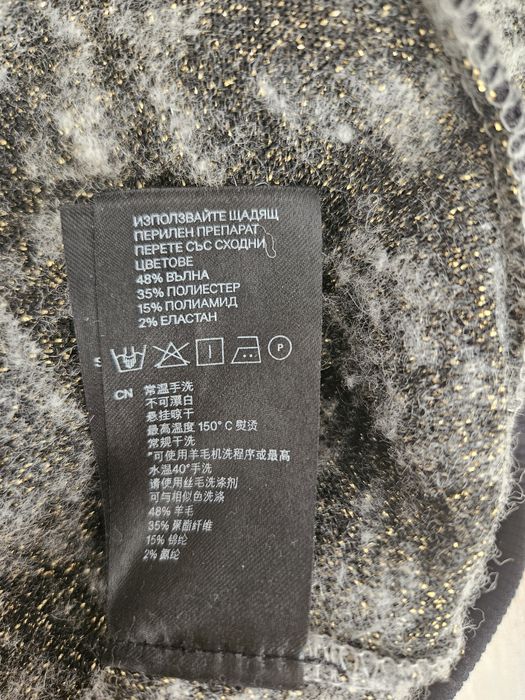 ИЗПОЛЗВАЙТЕ ЩАДЯЩ
ПЕРИЛЕН ПРЕПАРАТ
ПЕРЕТЕ СЪС СХОДНИ
ЦВЕТОВЕ
48% ВЪЛНА
35% ПОЛИЕСТЕР
15% ПОЛИАМИД
2% ЕЛАСТАН
P
CN 常温手洗
不可漂白
悬挂晾干
最高温度 150° C 熨烫
常规干洗
"可使用羊毛机洗程序或最高
水温40°手洗
请使用丝毛洗涤剂
可与相似色洗涤
48% 羊毛
35% 聚酯纤维
15% 锦纶
2% 氨纶